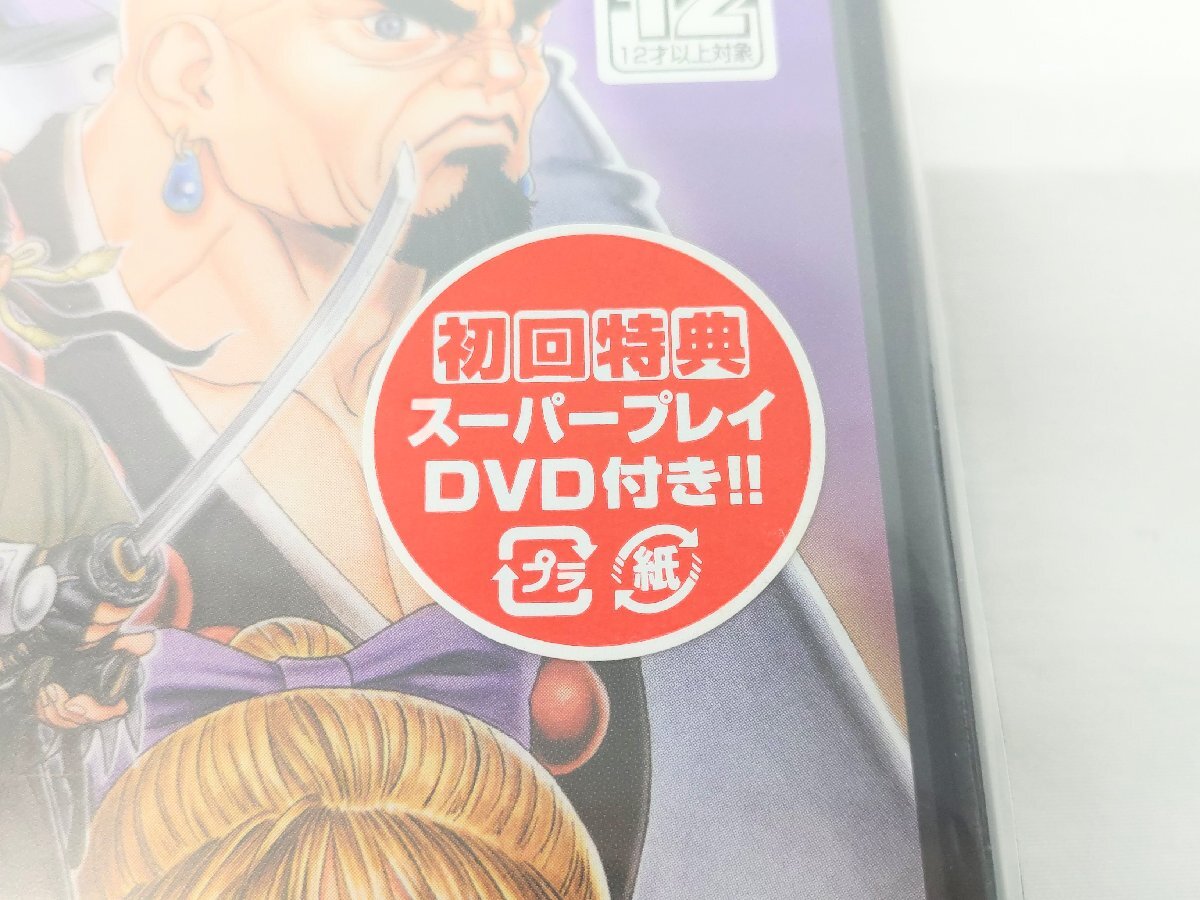 12
12才以上対象
初回特典
スーパープレイ
DVD付き!!
プラ 紙